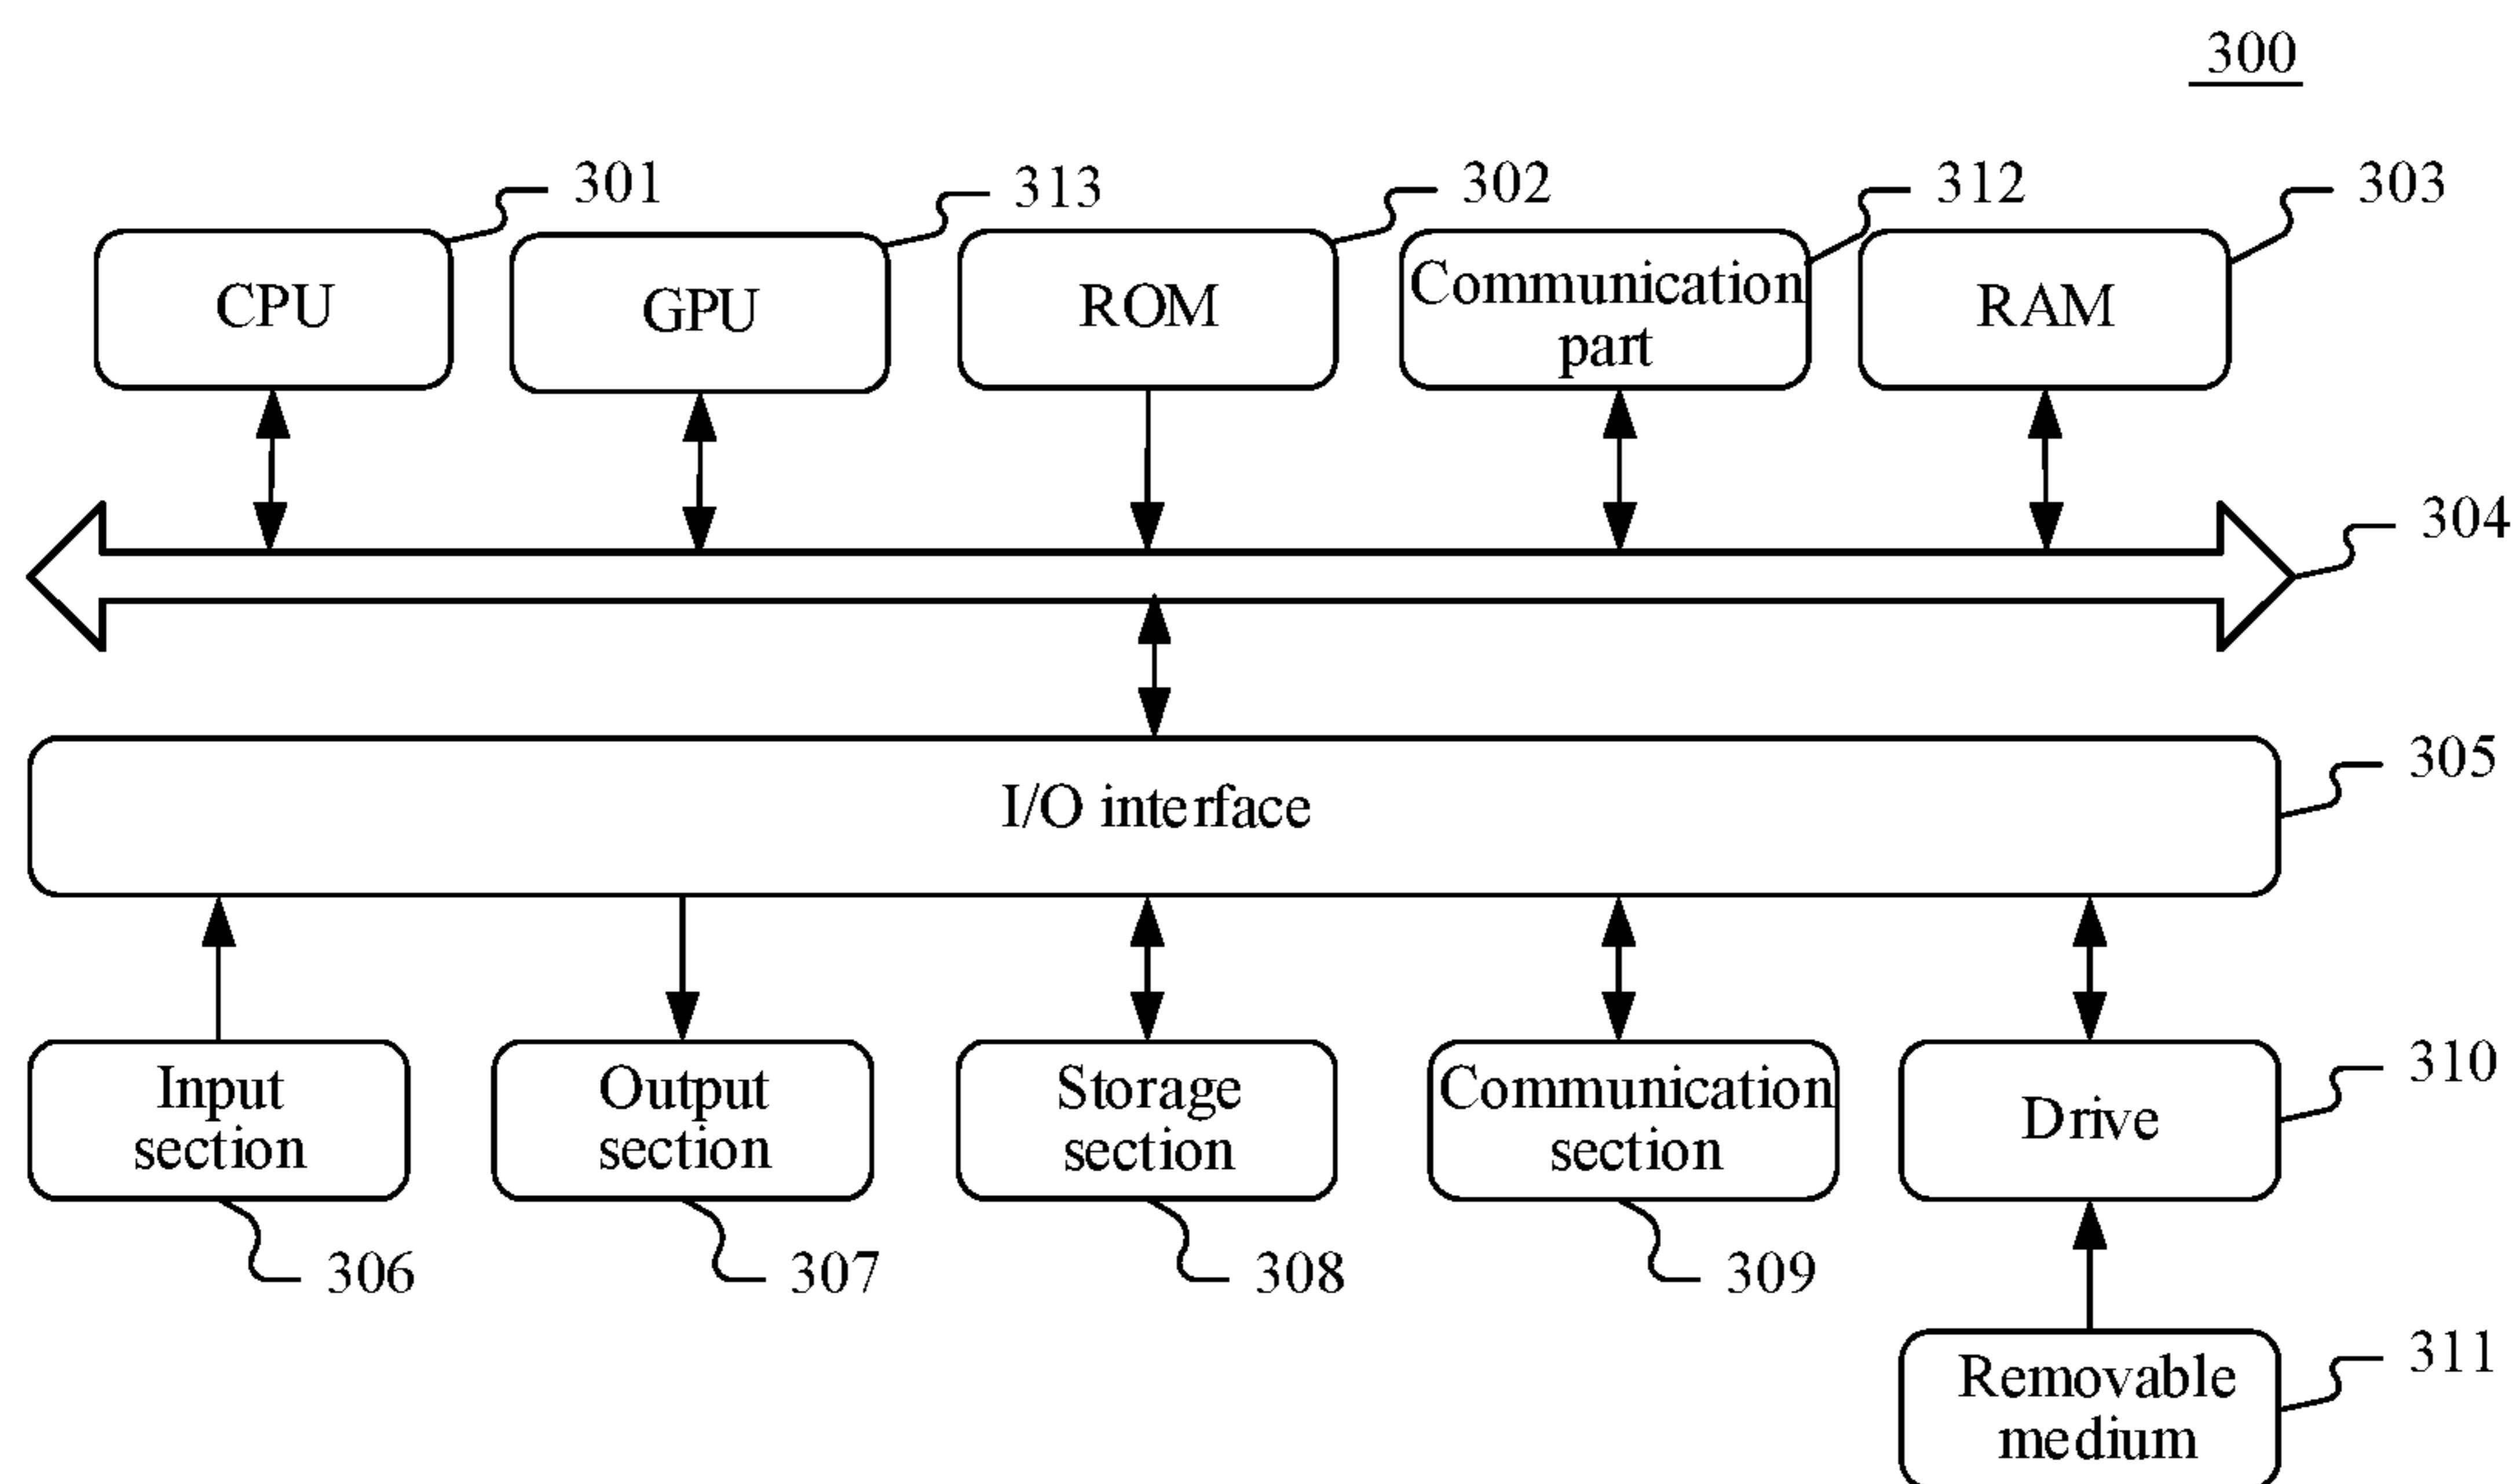 300
301
313
302
312
303
CPU
GPU
ROM
Communication
part
RAM
304
305
I/O interface
310
Input
section
Output
section
Storage
section
Communication
section
Drive
306
307
308
309
311
Removable
medium